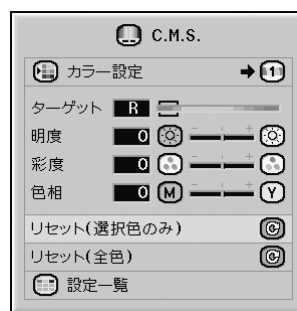 C.M.S.
カラー設定 1
ターゲット R
明度 0 - +
彩度 0 - +
色相 0 M - + Y
リセット(選択色のみ)
リセット(全色)
設定一覧